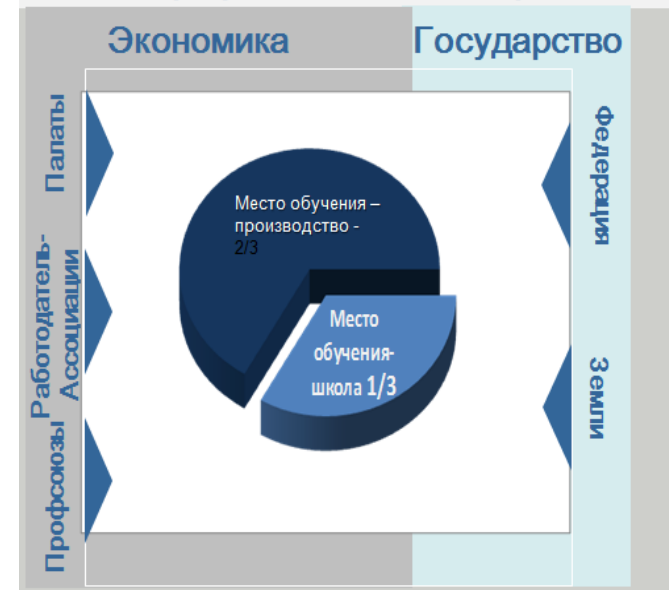 Экономика
Государство
Палаты
Работодатель-
Ассоциации
Профсоюзы
Место обучения –
производство -
2/3
Место
обучения-
школа 1/3
Федерация
Земли